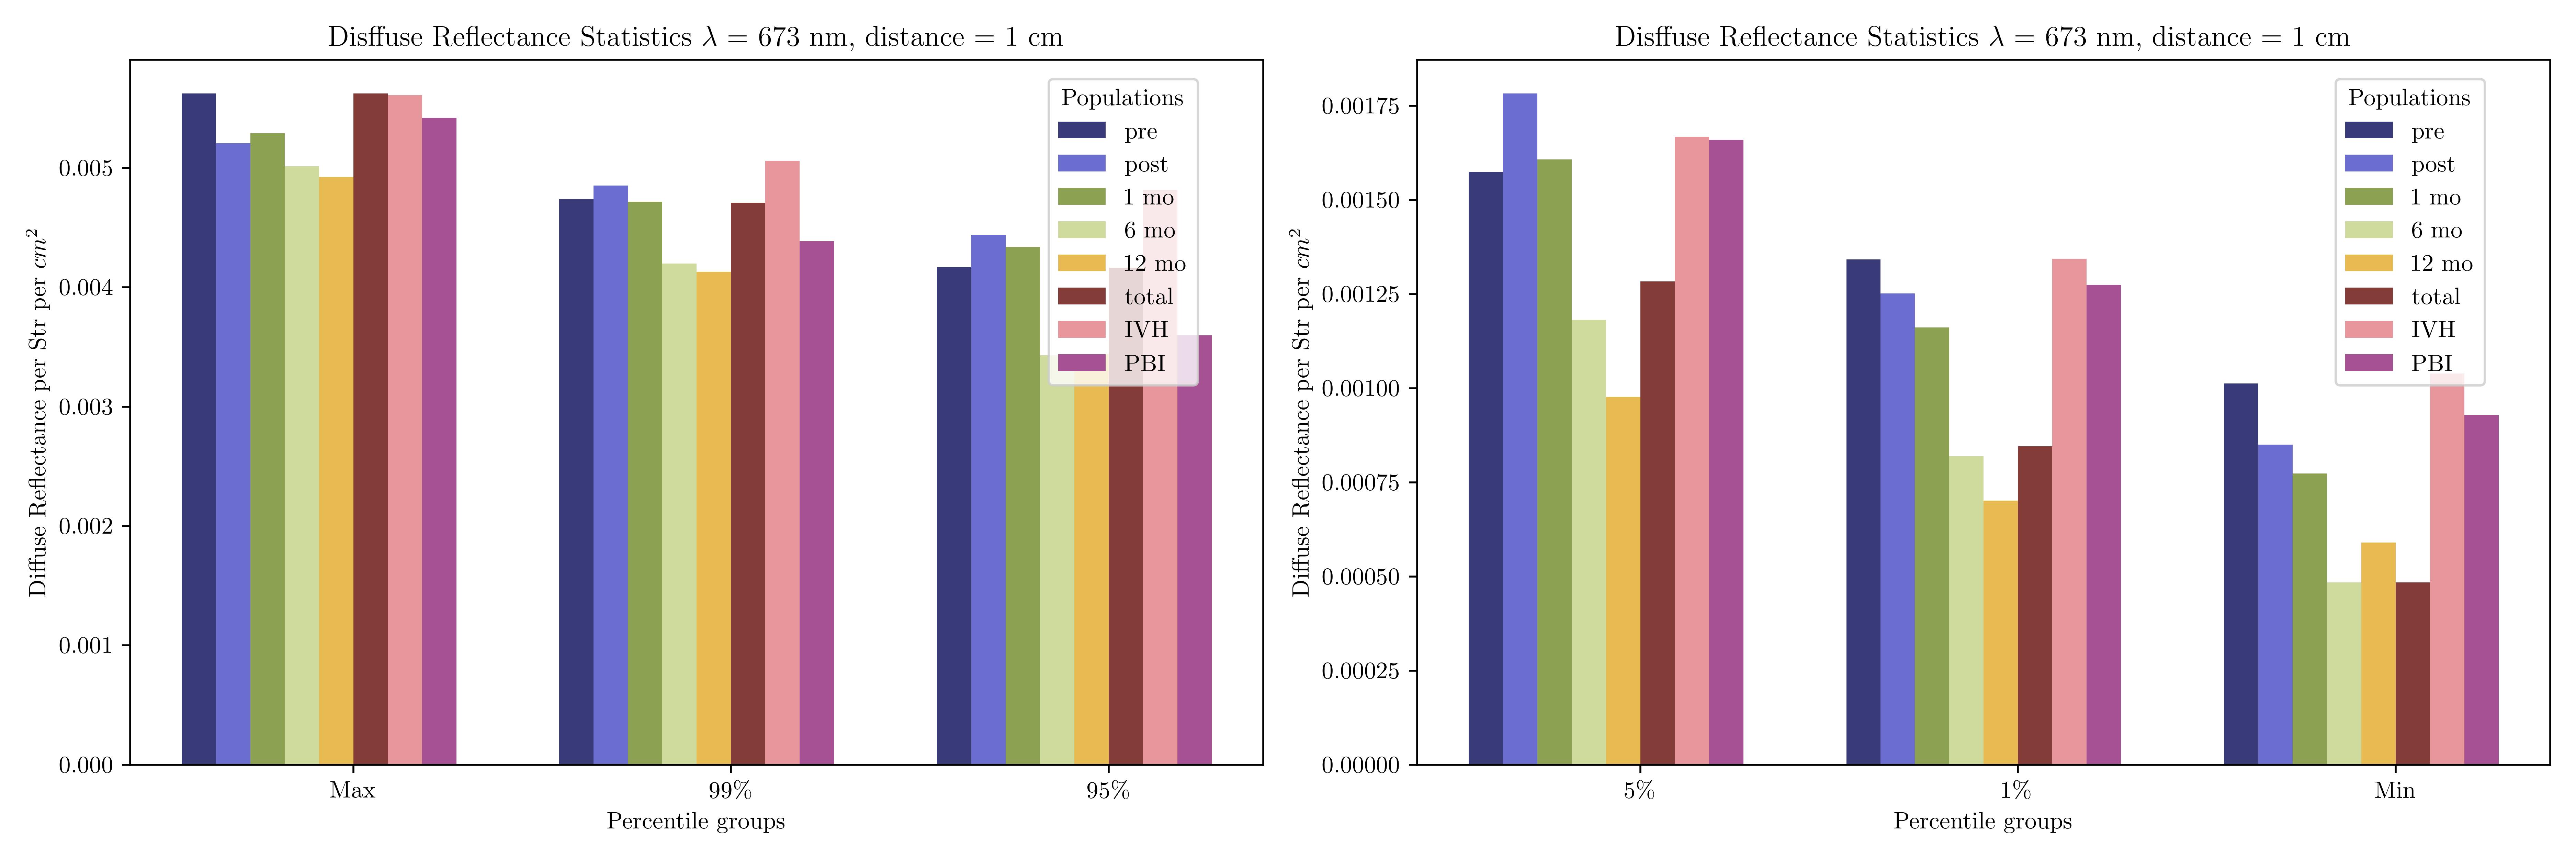 Disffuse Reflectance Statistics λ = 673 nm, distance = 1 cm
Diffuse Reflectance per Str per cm²
0.005
0.004
0.003
0.002
0.001
0.000
Populations
pre
post
1 mo
6 mo
12 mo
total
IVH
PBI
Max
99%
95%
Percentile groups
Disffuse Reflectance Statistics λ = 673 nm, distance = 1 cm
Diffuse Reflectance per Str per cm²
0.00175
0.00150
0.00125
0.00100
0.00075
0.00050
0.00025
0.00000
Populations
pre
post
1 mo
6 mo
12 mo
total
IVH
PBI
5%
1%
Min
Percentile groups